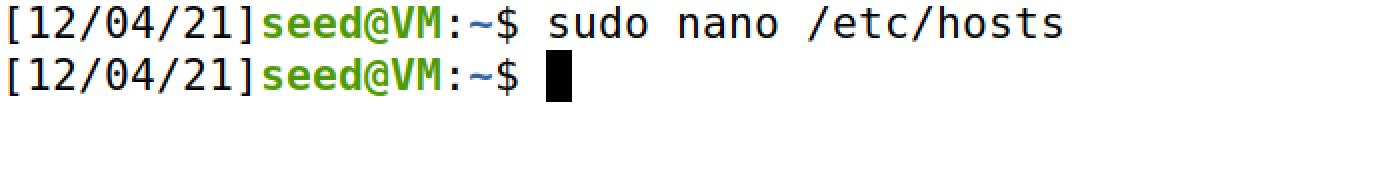 [12/04/21]seed@VM:~$ sudo nano /etc/hosts
[12/04/21]seed@VM:~$